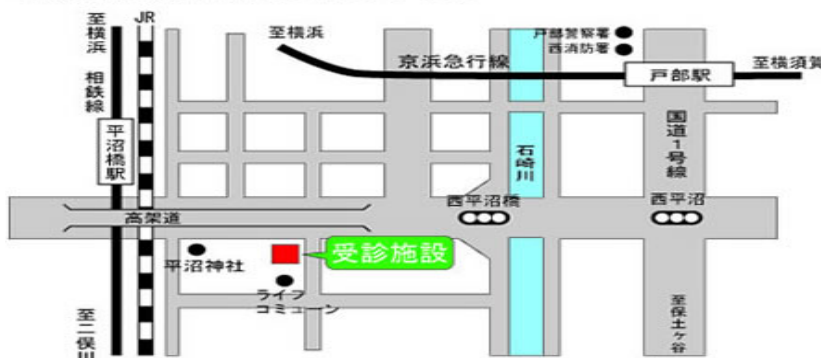 至横浜
JR
相鉄線
平沼橋駅
至二俣川
至横浜
京浜急行線
戸部警察署
西消防署
戸部駅
至横須賀
国道1号線
石崎川
西平沼橋
西平沼
高架道
平沼神社
受診施設
ライフ
コミューン
至保土ヶ谷